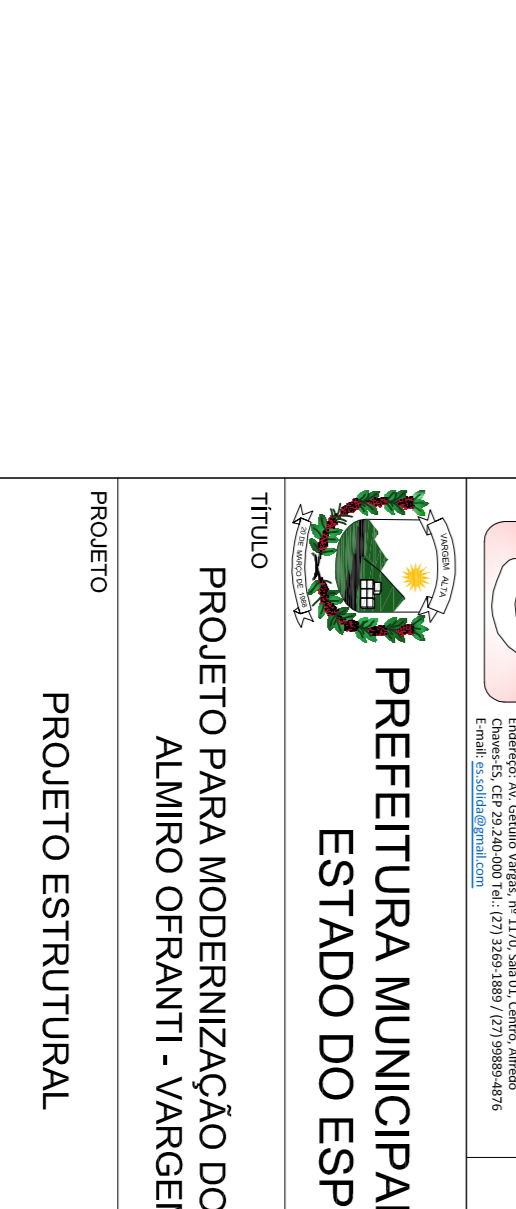 Endereço: Av. Getúlio Vargas, nº 1170, Sala 01, Centro, Alfredo
Chaves-ES, CEP 29.240-000 Tel.: (27) 3269-1889 / (27) 99889-4876
E-mail: es.solida@gmail.com
VARGEM ALTA
20 DE MARÇO DE 1988
PREFEITURA MUNICIPAL
ESTADO DO ESP
TÍTULO
PROJETO PARA MODERNIZAÇÃO DO
ALMIRO OFRANTI - VARGEM
PROJETO
PROJETO ESTRUTURAL